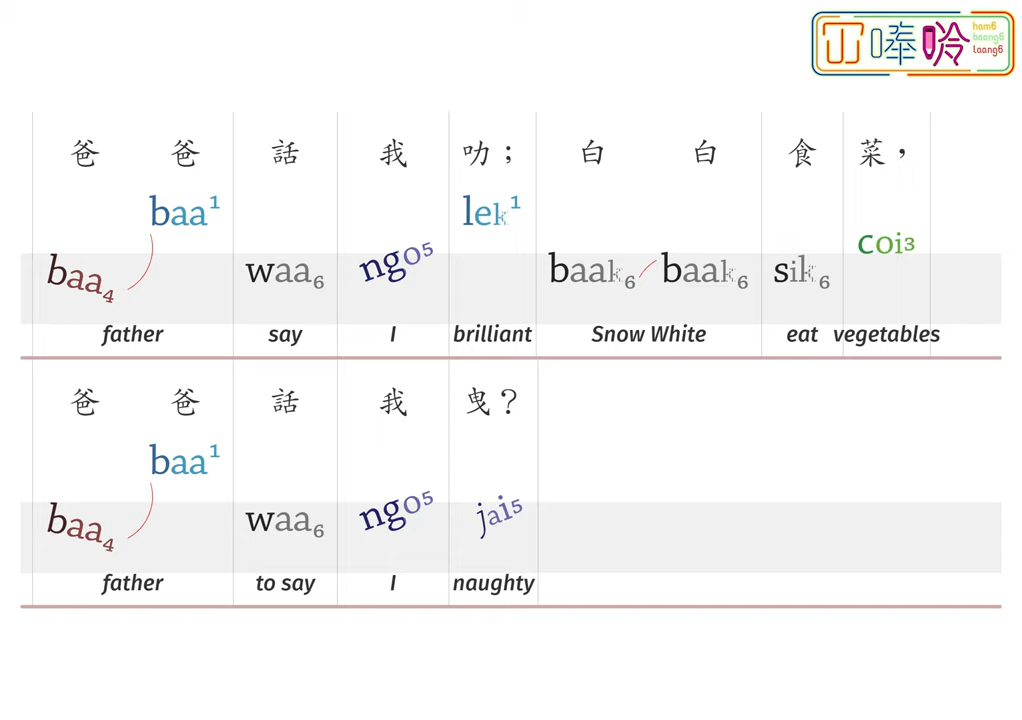 冚唪唥
ham6
baang6
laang6
爸 爸 話 我 叻； 白 白 食 菜，
baa4 baa1 waa6 ngo5 lek1 baak6 baak6 sik6 coi3
father say I brilliant Snow White eat vegetables
爸 爸 話 我 曳？
baa4 baa1 waa6 ngo5 jai5
father to say I naughty